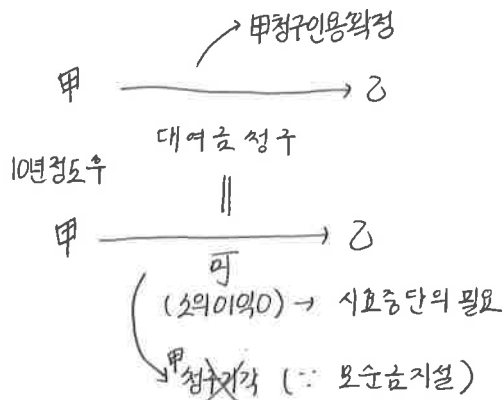 甲청구인용확정
甲 → 乙
대여금청구
10년정도후
||
甲 → 乙
可
(소의이익O) → 시효중단의 필요
甲청구기각 (∵ 모순금지설)